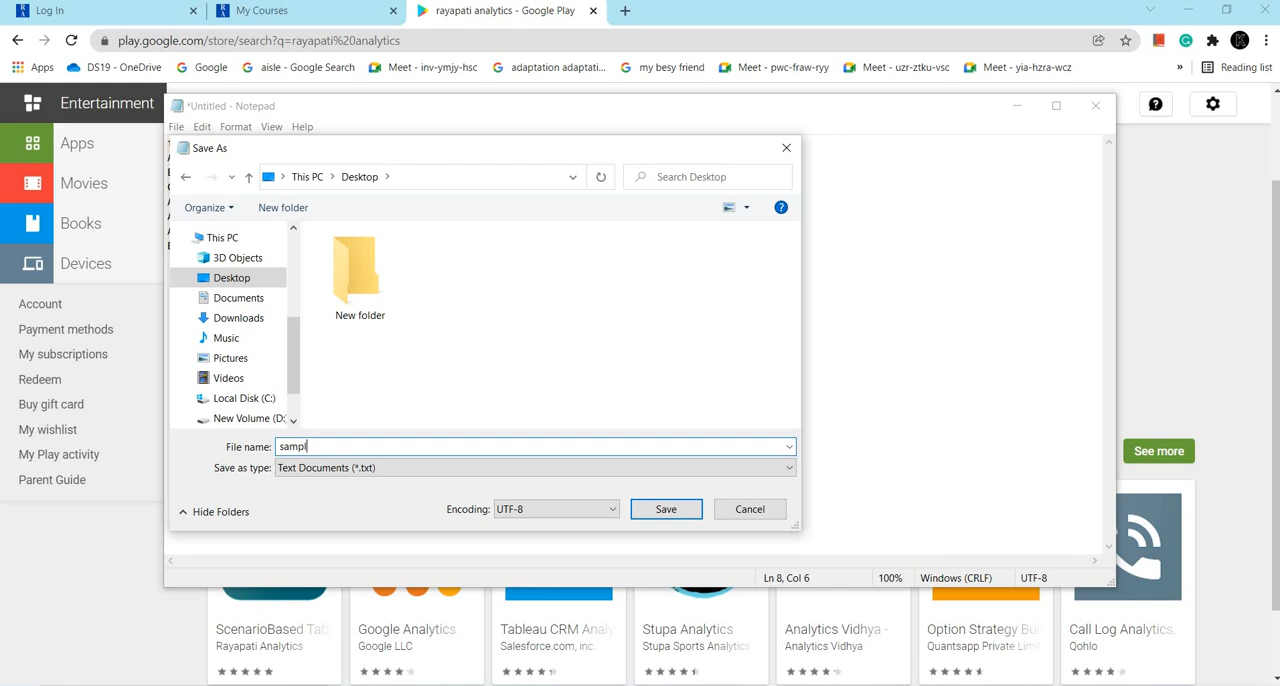 Log In
My Courses
rayapati analytics - Google Play
play.google.com/store/search?q=rayapati%20analytics
Apps
DS19 - OneDrive
Google
aisle - Google Search
Meet - inv-ymjy-hsc
adaptation adaptati...
my besy friend
Meet - pwc-fraw-ryy
Meet - uzr-ztku-vsc
Meet - yia-hzra-wcz
»
Reading list
Entertainment
Apps
Movies
Books
Devices
Account
Payment methods
My subscriptions
Redeem
Buy gift card
My wishlist
My Play activity
Parent Guide
*Untitled - Notepad
File Edit Format View Help
Save As
This PC
Desktop
Search Desktop
Organize
New folder
This PC
3D Objects
Desktop
Documents
Downloads
Music
Pictures
Videos
Local Disk (C:)
New Volume (D:
New folder
File name: sampl
Save as type: Text Documents (*.txt)
Hide Folders
Encoding: UTF-8
Save
Cancel
Ln 8, Col 6
100%
Windows (CRLF)
UTF-8
See more
ScenarioBased Tab
Rayapati Analytics
Google Analytics
Google LLC
Tableau CRM Analy
Salesforce.com, inc.
Stupa Analytics
Stupa Sports Analytics
Analytics Vidhya -
Analytics Vidhya
Option Strategy Bui
Quantsapp Private Limited
Call Log Analytics,
Qohlo